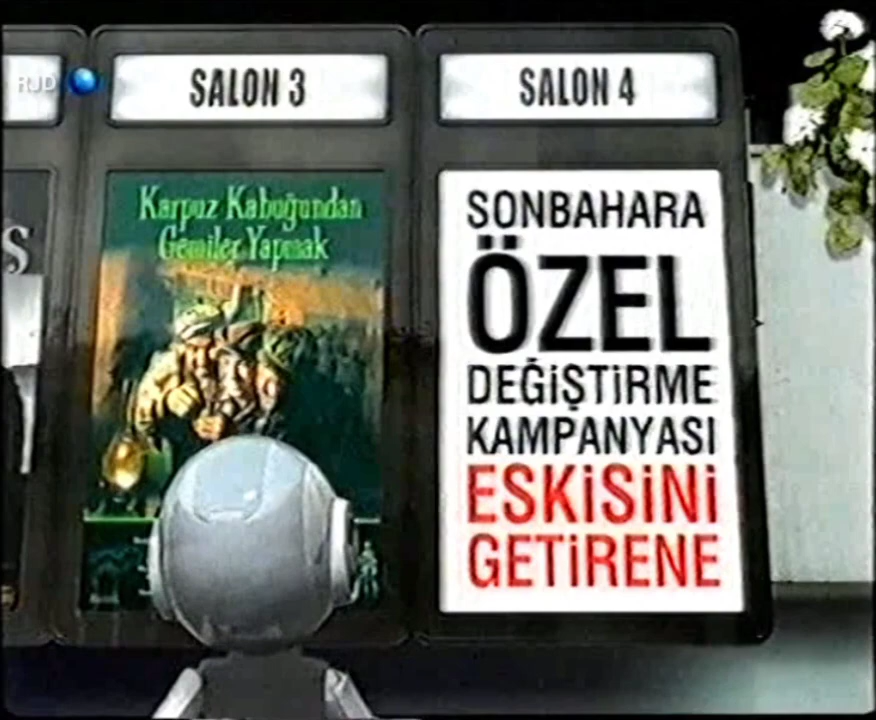 RJD
SALON 3
SALON 4
Karpuz Kabuğundan
Gemiler Yapmak
S
SONBAHARA
ÖZEL
DEĞİŞTİRME
KAMPANYASI
ESKİSİNİ
GETİRENE